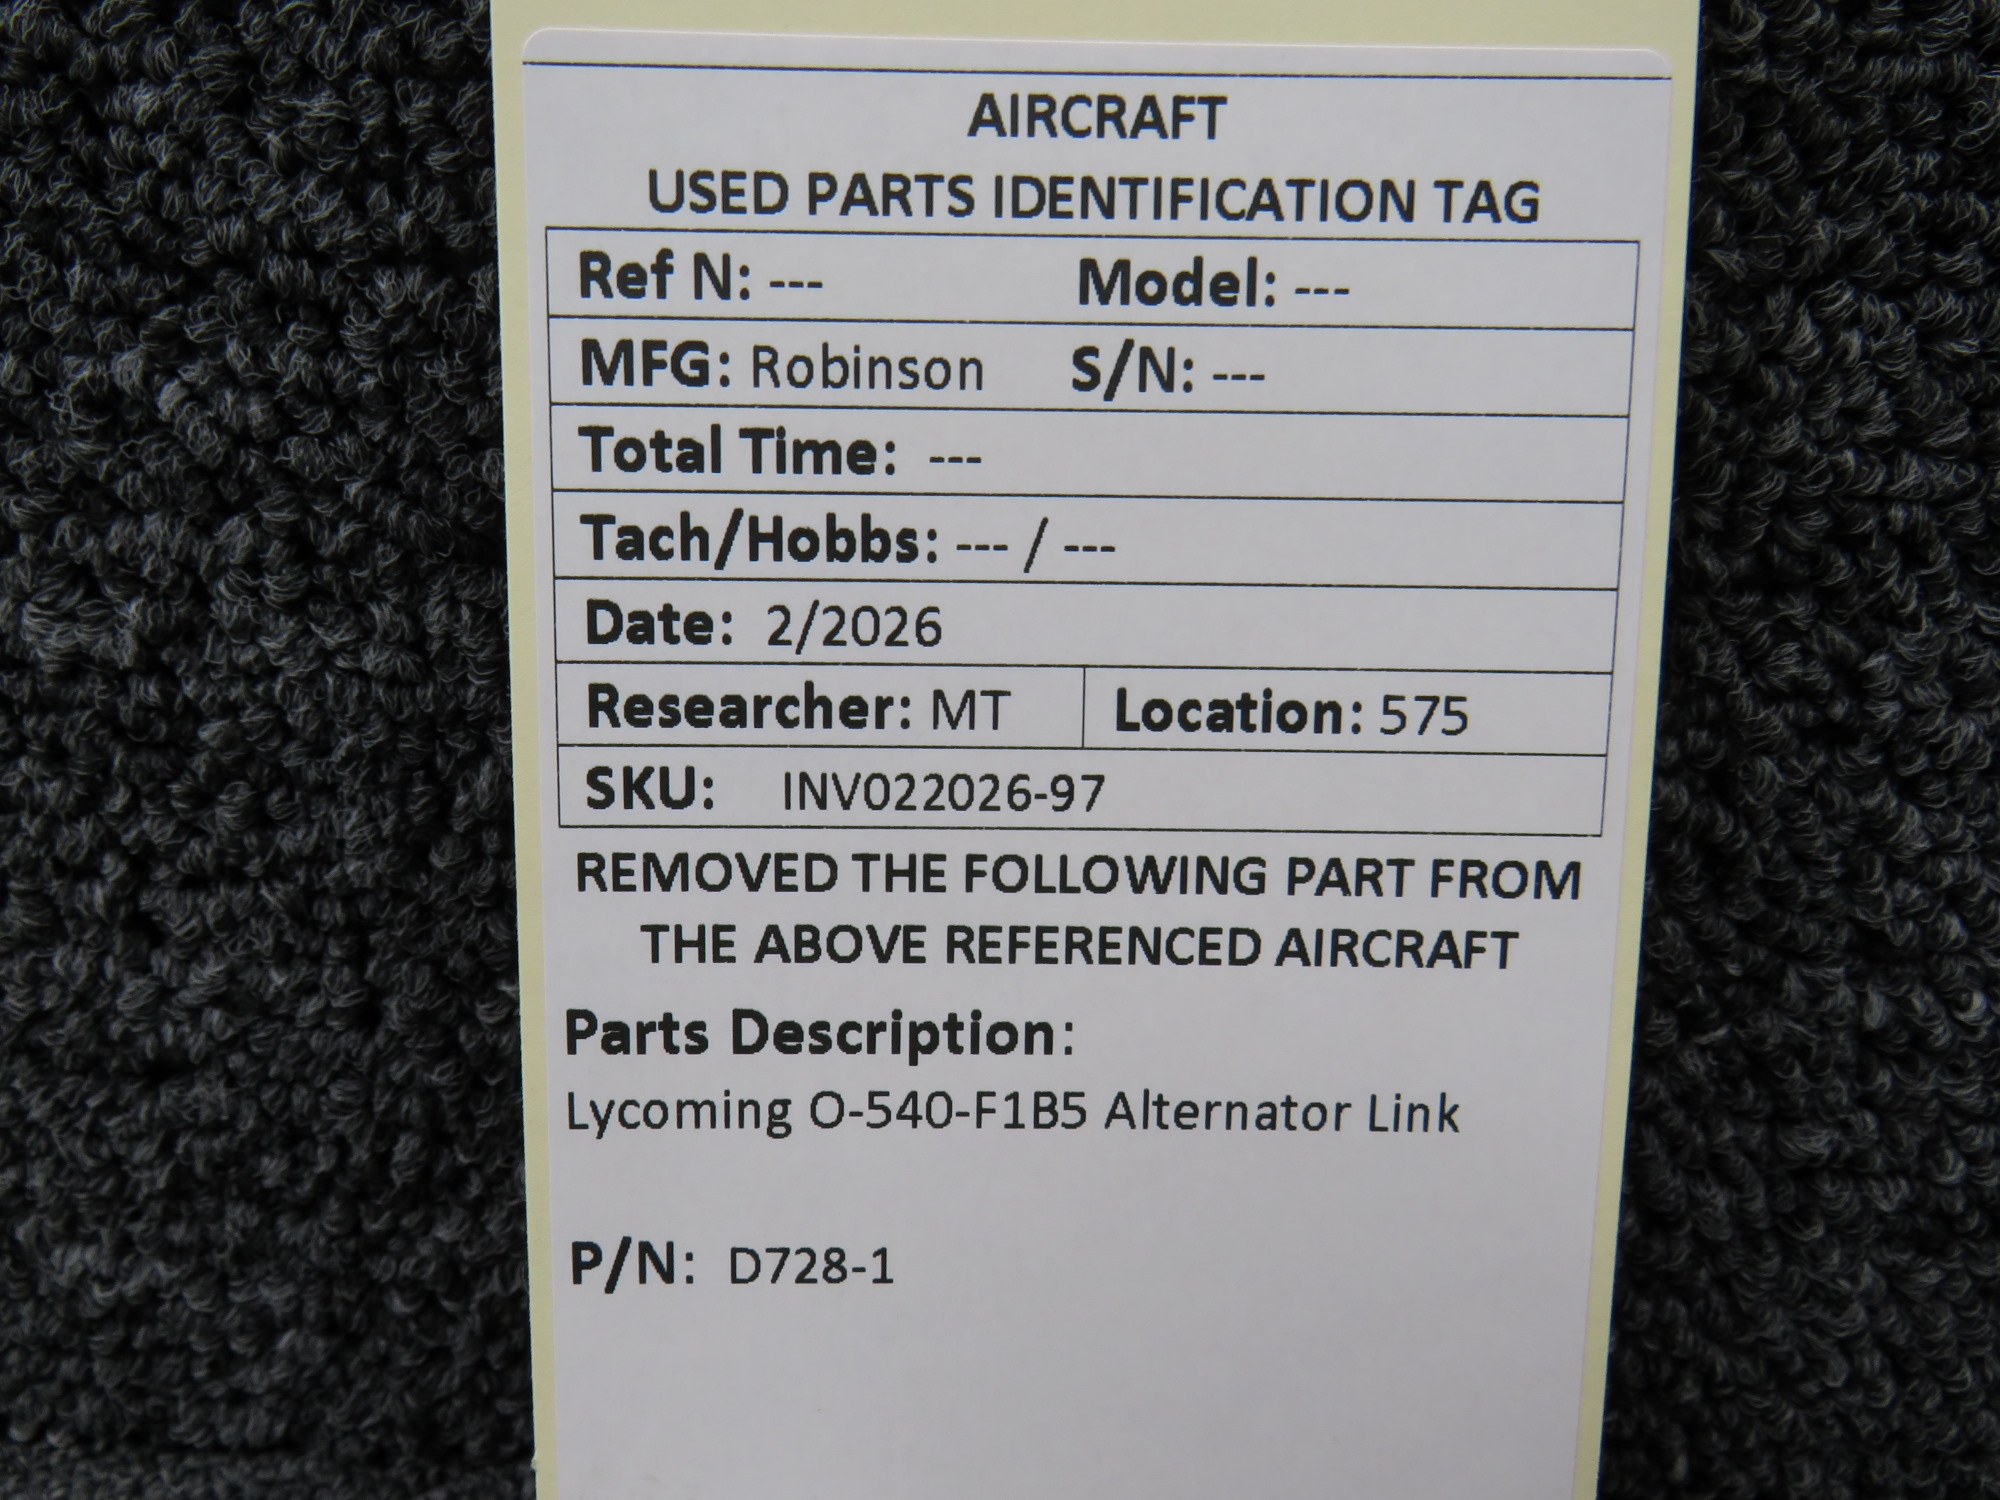 AIRCRAFT
USED PARTS IDENTIFICATION TAG
Ref N: --- Model: ---
MFG: Robinson S/N: ---
Total Time: ---
Tach/Hobbs: --- / ---
Date: 2/2026
Researcher: MT Location: 575
SKU: INV022026-97
REMOVED THE FOLLOWING PART FROM
THE ABOVE REFERENCED AIRCRAFT
Parts Description:
Lycoming O-540-F1B5 Alternator Link
P/N: D728-1